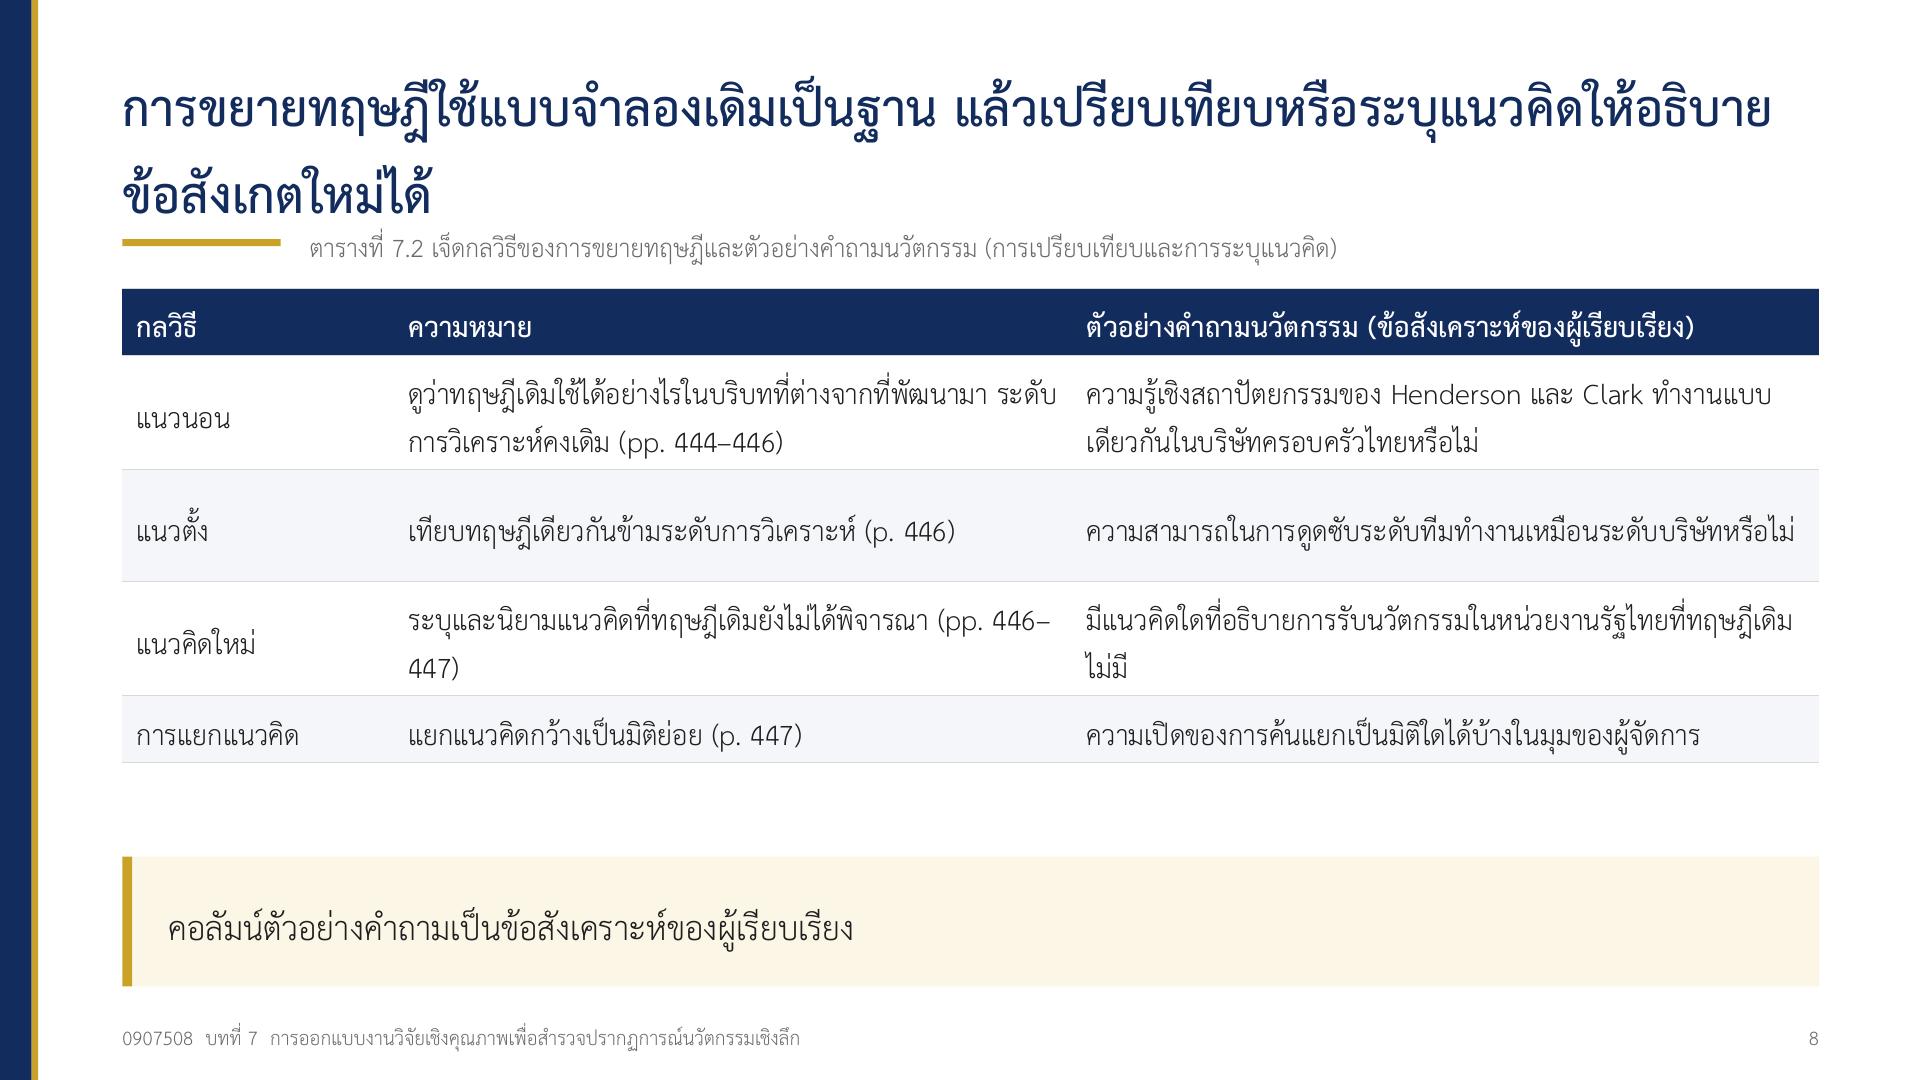 การขยายทฤษฎีใช้แบบจำลองเดิมเป็นฐาน แล้วเปรียบเทียบหรือระบุแนวคิดให้อธิบาย
ข้อสังเกตใหม่ได้
ตารางที่ 7.2 เจ็ดกลวิธีของการขยายทฤษฎีและตัวอย่างคำถามนวัตกรรม (การเปรียบเทียบและการระบุแนวคิด)
กลวิธี ความหมาย ตัวอย่างคำถามนวัตกรรม (ข้อสังเคราะห์ของผู้เรียบเรียง)
แนวนอน
ดูว่าทฤษฎีเดิมใช้ได้อย่างไรในบริบทที่ต่างจากที่พัฒนามา ระดับ
การวิเคราะห์คงเดิม (pp. 444–446)
ความรู้เชิงสถาปัตยกรรมของ Henderson และ Clark ทำงานแบบ
เดียวกันในบริษัทครอบครัวไทยหรือไม่
แนวตั้ง
เทียบทฤษฎีเดียวกันข้ามระดับการวิเคราะห์ (p. 446)
ความสามารถในการดูดซับระดับทีมทำงานเหมือนระดับบริษัทหรือไม่
แนวคิดใหม่
ระบุและนิยามแนวคิดที่ทฤษฎีเดิมยังไม่ได้พิจารณา (pp. 446–
447)
มีแนวคิดใดที่อธิบายการรับนวัตกรรมในหน่วยงานรัฐไทยที่ทฤษฎีเดิม
ไม่มี
การแยกแนวคิด
แยกแนวคิดกว้างเป็นมิติย่อย (p. 447)
ความเปิดของการค้นแยกเป็นมิติใดได้บ้างในมุมของผู้จัดการ
คอลัมน์ตัวอย่างคำถามเป็นข้อสังเคราะห์ของผู้เรียบเรียง
0907508 บทที่ 7 การออกแบบงานวิจัยเชิงคุณภาพเพื่อสำรวจปรากฏการณ์นวัตกรรมเชิงลึก
8